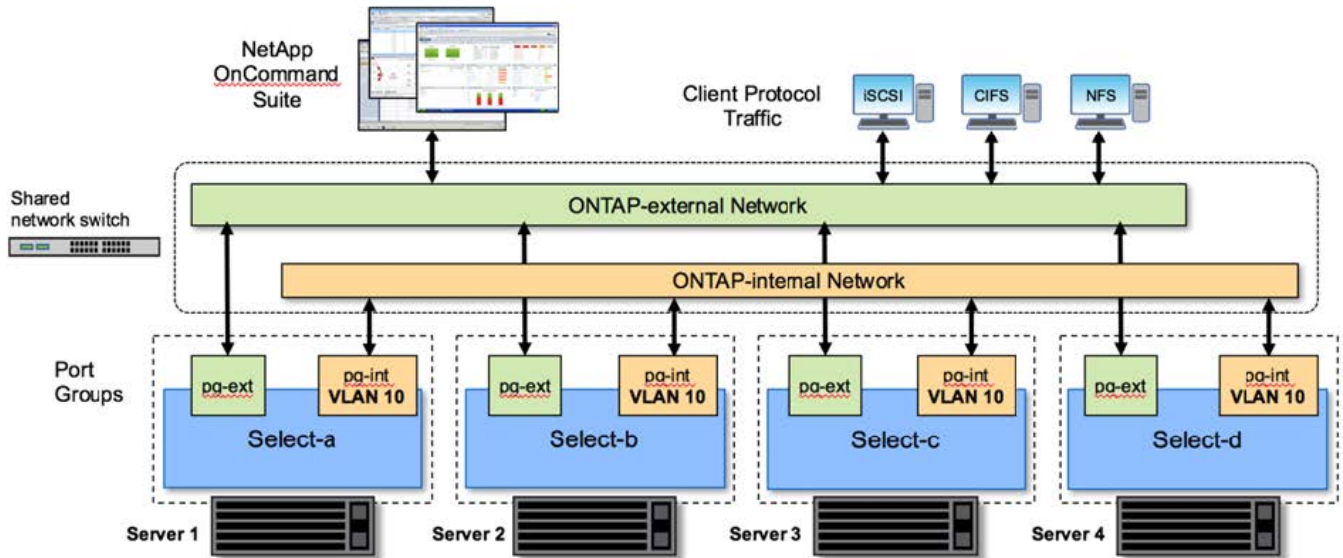 NetApp
OnCommand
Suite
Client Protocol
Traffic
iSCSI
CIFS
NFS
Shared
network switch
ONTAP-external Network
ONTAP-internal Network
Port
Groups
pg-ext
pg-int
VLAN 10
Select-a
pg-ext
pg-int
VLAN 10
Select-b
pg-ext
pg-int
VLAN 10
Select-c
pg-ext
pg-int
VLAN 10
Select-d
Server 1
Server 2
Server 3
Server 4